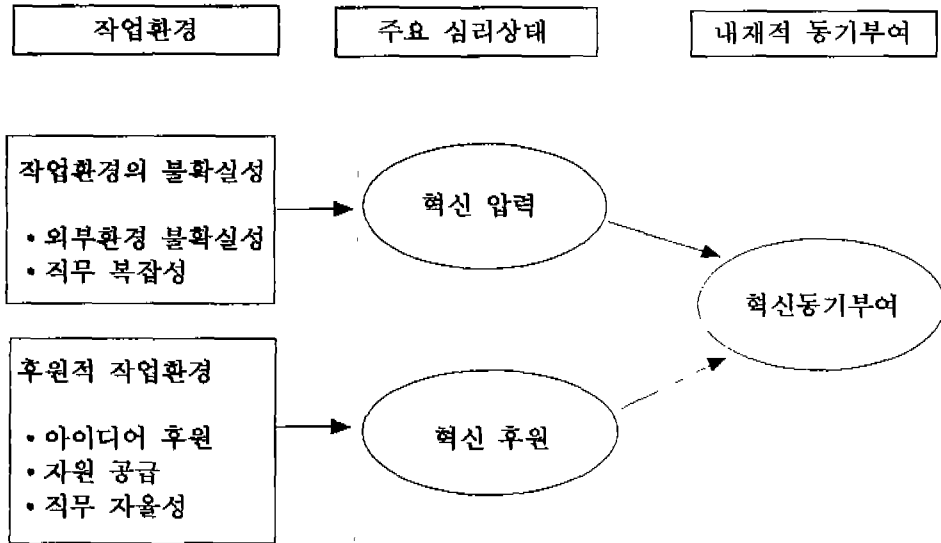 작업환경
주요 심리상태
내재적 동기부여
작업환경의 불확실성
• 외부환경 불확실성
• 직무 복잡성
혁신 압력
혁신동기부여
후원적 작업환경
• 아이디어 후원
• 자원 공급
• 직무 자율성
혁신 후원